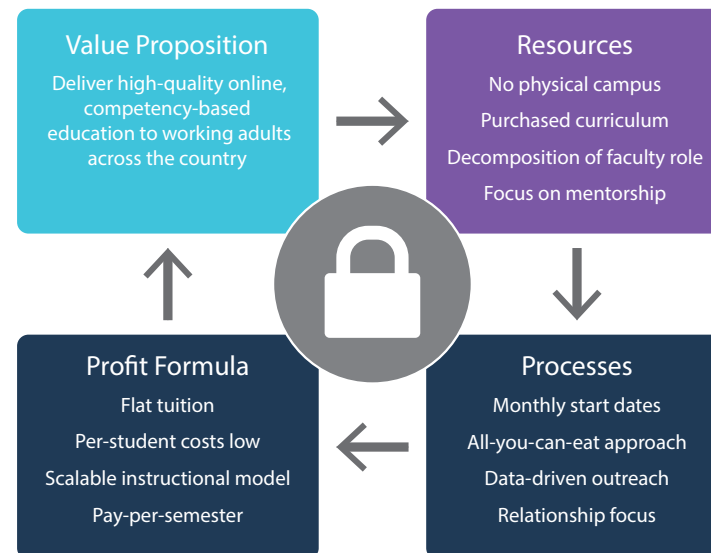 Value Proposition
Deliver high-quality online,
competency-based
education to working adults
across the country
Resources
No physical campus
Purchased curriculum
Decomposition of faculty role
Focus on mentorship
Profit Formula
Flat tuition
Per-student costs low
Scalable instructional model
Pay-per-semester
Processes
Monthly start dates
All-you-can-eat approach
Data-driven outreach
Relationship focus